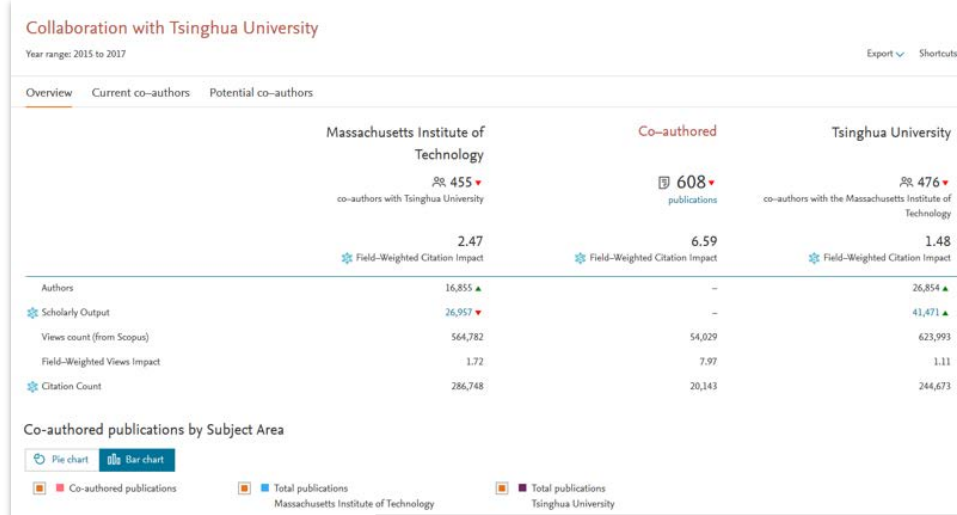 Collaboration with Tsinghua University
Year range: 2015 to 2017
Export Shortcuts
Overview Current co–authors Potential co–authors
Massachusetts Institute of Technology
Co–authored
Tsinghua University
455
co–authors with Tsinghua University
608
publications
476
co–authors with the Massachusetts Institute of Technology
2.47
Field–Weighted Citation Impact
6.59
Field–Weighted Citation Impact
1.48
Field–Weighted Citation Impact
Authors 16,855 – 26,854
Scholarly Output 26,957 – 41,471
Views count (from Scopus) 564,782 54,029 623,993
Field–Weighted Views Impact 1.72 7.97 1.11
Citation Count 286,748 20,143 244,673
Co–authored publications by Subject Area
Pie chart Bar chart
Co–authored publications
Total publications
Massachusetts Institute of Technology
Total publications
Tsinghua University